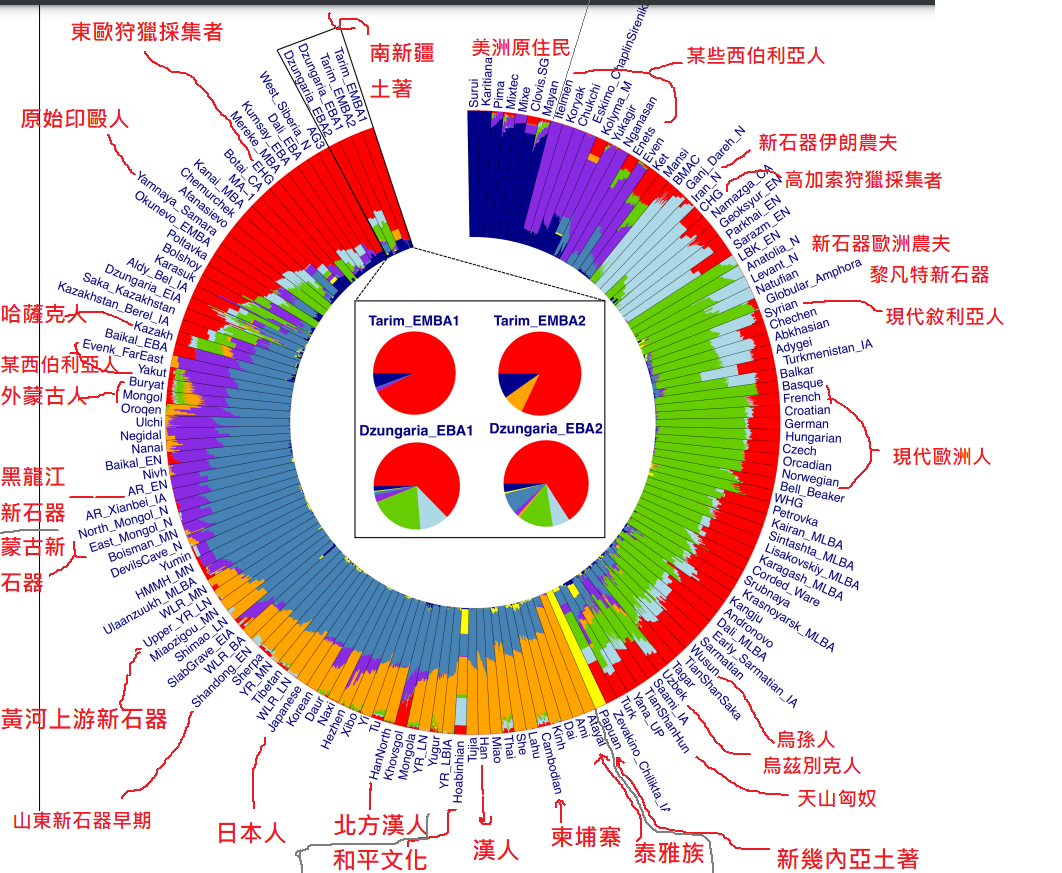 東歐狩獵採集者
南新疆
土著
美洲原住民
某些西伯利亞人
原始印毆人
新石器伊朗農夫
高加索狩獵採集者
新石器歐洲農夫
黎凡特新石器
現代敘利亞人
哈薩克人
某西伯利亞人
外蒙古人
現代歐洲人
黑龍江
新石器
蒙古新
石器
黃河上游新石器
山東新石器早期
日本人
北方漢人
和平文化
漢人
柬埔寨
泰雅族
新幾內亞土著
烏孫人
烏茲別克人
天山匈奴
Tarim_EMBA1
Tarim_EMBA2
Dzungaria_EBA1
Dzungaria_EBA2
Surui
Karitiana
Pima
Mixtec
Mixe
Clovis.SG
Mayan
Itelmen
Koryak
Chukchi
Eskimo_ChaplinSirenik
Kolyma_M
Yukagir
Nganasan
Enets
Even
Ket
Mansi
BMAC
Ganj_Dareh_N
Iran_N
CHG
Namazga_CA
Geoksyur_EN
Parkhai_EN
Sarazm_EN
LBK_EN
Anatolia_N
Levant_N
Natufian
Globular_Amphora
Syrian
Chechen
Abkhasian
Adygei
Turkmenistan_IA
Balkar
Basque
French
Croatian
German
Hungarian
Czech
Orcadian
Norwegian
Bell_Beaker
WHG
Petrovka
Kairan_MLBA
Sintashta_MLBA
Lisakovskiy_MLBA
Karagash_MLBA
Corded_Ware
Srubnaya
Krasnoyarsk_MLBA
Kangju
Andronovo
Dali_MLBA
Early_Sarmatian_IA
Sarmatian
Wusun
TianShanSaka
Tagar
Uzbek
Saami_IA
TianShanHun
Yana_UP
Turk
Zevakino_Chilikta_IA
Papuan
Atayal
Ami
Dai
Kinh
Cambodian
Lahu
She
Thai
Miao
Han
Tujia
Hoabinhian
YR_LBIA
Yugur
YR_LN
Mongola
Khovsgol
HanNorth
Tu
Yi
Xibo
Hezhen
Naxi
Daur
Korean
Japanese
WLR_LN
Tibetan
YR_MN
Sherpa
Shandong_EN
WLR_BA
SlabGrave_EIA
Shimao_LN
Miaozigou_MN
Upper_YR_LN
WLR_MN
Ulaanzuukh_MLBA
HMMH_MN
Yumin
DevilsCave_N
Boisman_MN
East_Mongol_N
North_Mongol_N
AR_Xianbei_IA
AR_EN
Nivh
Baikal_EN
Nanai
Negidal
Ulchi
Oroqen
Mongol
Buryat
Yakut
Evenk_FarEast
Baikal_EBA
Kazakh
Kazakhstan_Berel_IA
Saka_Kazakhstan
Dzungaria_EIA
Aldy_Bel_IA
Karasuk
Bolshoy
Poltavka
Okunevo_EMBA
Yamnaya_Samara
Afanasievo
Chemurchek
Kanai_MBA
MA_1
Botai_CA
EHG
Mereke_MBA
Kumsay_EBA
Dali_EBA
West_Siberia_N
AG3
Dzungaria_EBA2
Dzungaria_EBA1
Tarim_EMBA2
Tarim_EMBA1